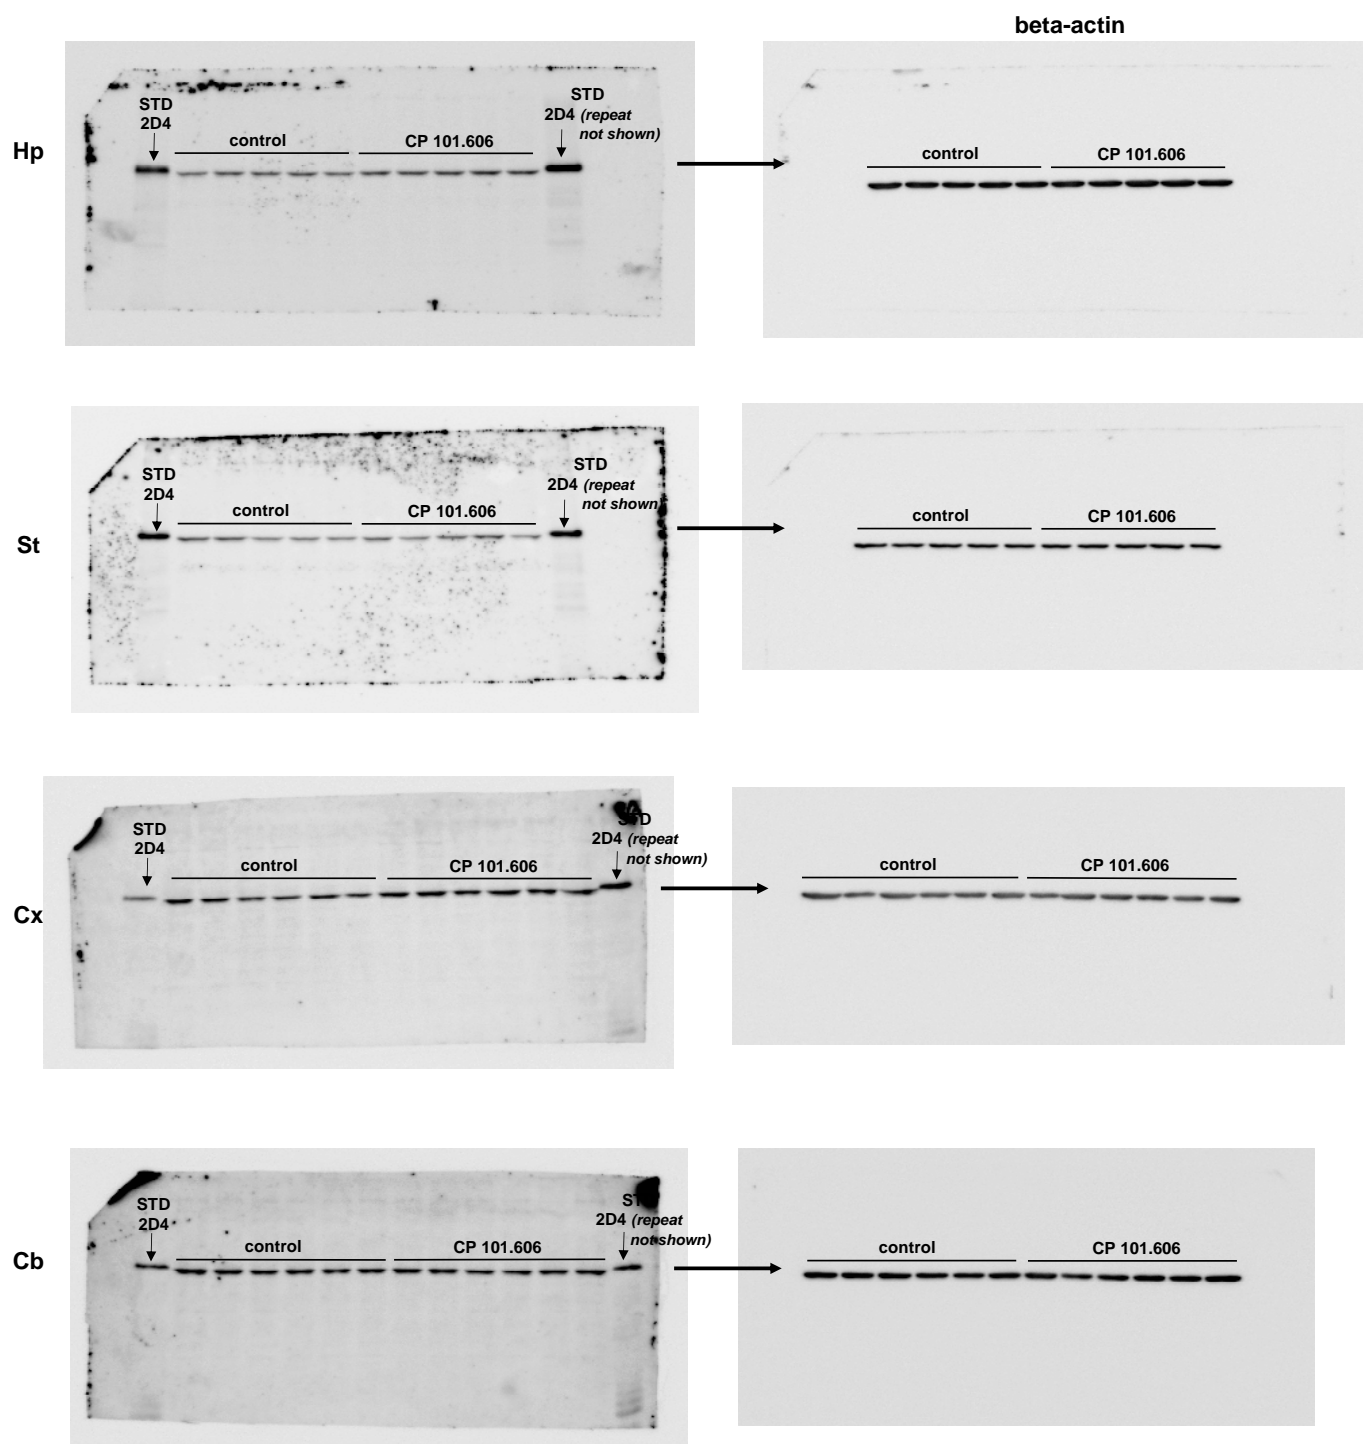 beta-actin
Hp
STD
2D4
control
CP 101.606
STD
2D4 (repeat
not shown)
control
CP 101.606
St
STD
2D4
control
CP 101.606
STD
2D4 (repeat
not shown)
control
CP 101.606
Cx
STD
2D4
control
CP 101.606
STD
2D4 (repeat
not shown)
control
CP 101.606
Cb
STD
2D4
control
CP 101.606
STD
2D4 (repeat
not shown)
control
CP 101.606